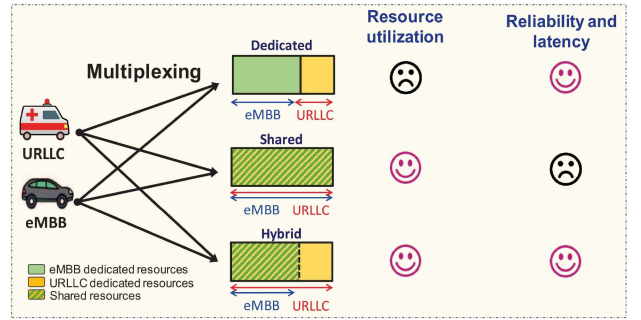 Resource
utilization
Reliability and
latency
Multiplexing
Dedicated
eMBB URLLC
URLLC
eMBB
Shared
eMBB URLLC
Hybrid
eMBB URLLC
eMBB dedicated resources
URLLC dedicated resources
Shared resources